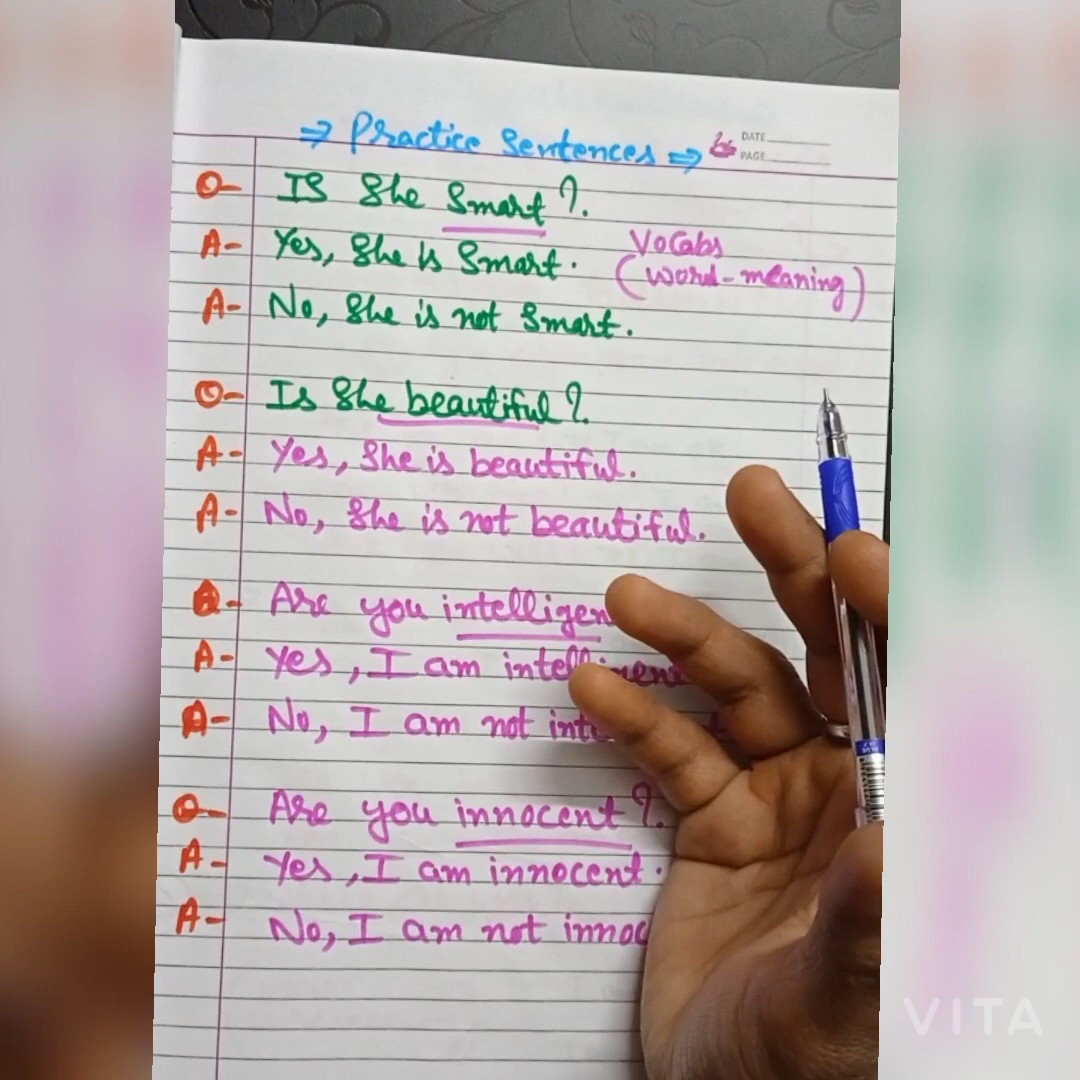 ⇒ Practice Sentences ⇒
DATE
PAGE
Q- Is She Smart ?.
A- Yes, She is Smart.
Vocabs
(word-meaning)
A- No, She is not Smart.
Q- Is She beautiful ?.
A- Yes, She is beautiful.
A- No, She is not beautiful.
Q- Are you intelligen
A- Yes, I am
A- No, I am not
Q- Are you innocent ?.
A- Yes, I am innocent.
A- No, I am not innoc
VITA